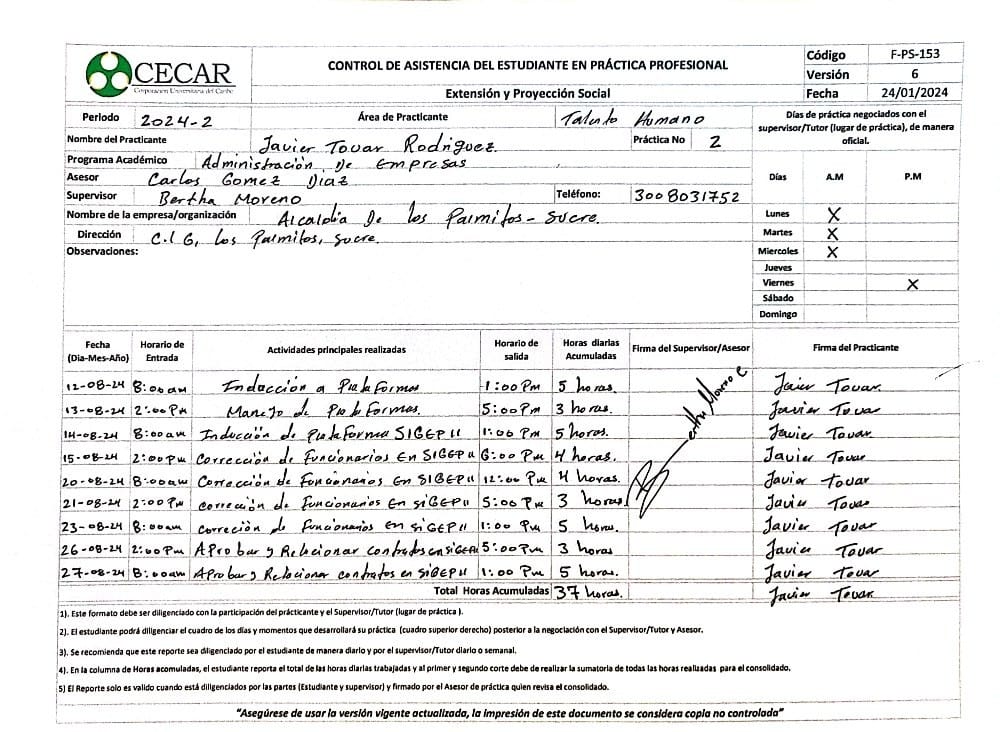 CECAR
Corporación Universitaria del Caribe
CONTROL DE ASISTENCIA DEL ESTUDIANTE EN PRÁCTICA PROFESIONAL
Extensión y Proyección Social
Código F-PS-153
Versión 6
Fecha 24/01/2024
Periodo 2024-2 Área de Practicante Talento Humano
Nombre del Practicante Javier Tovar Rodriguez Práctica No 2
Programa Académico Administración De Empresas
Asesor Carlos Gomez Diaz
Supervisor Bertha Moreno Teléfono: 3008031752
Nombre de la empresa/organización Alcaldia De los Palmitos - Sucre.
Dirección C.l 6, Los Palmitos, Sucre.
Observaciones:
Días de práctica negociados con el supervisor/Tutor (lugar de práctica), de manera oficial.
Días A.M P.M
Lunes X
Martes X
Miercoles X
Jueves
Viernes X
Sábado
Domingo
Fecha (Dia-Mes-Año) Horario de Entrada Actividades principales realizadas Horario de salida Horas diarias Acumuladas Firma del Supervisor/Asesor Firma del Practicante
12-08-24 8:00am Inducción a Plataformas 1:00 Pm 5 horas. Javier Tovar
13-08-24 2:00 Pm Manejo de Plataformas. 5:00 Pm 3 horas. Javier Tovar
14-08-24 8:00am Inducción de Plataforma SIGEP II 1:00 Pm 5 horas. Javier Tovar
15-08-24 2:00 Pm Corrección de Funcionarios En SIGEP II 6:00 Pm 4 horas. Javier Tovar
20-08-24 8:00am Corrección de Funcionarios En SIGEP II 12:00 Pm 4 horas. Javier Tovar
21-08-24 2:00 Pm corrección de Funcionarios En SIGEP II 5:00 Pm 3 horas Javier Tovar
23-08-24 8:00am Correción de Funcionarios en SIGEP II 1:00 Pm 5 horas. Javier Tovar
26-08-24 2:00 Pm Aprobar y Relacionar contratos en SIGEP 5:00 Pm 3 horas Javier Tovar
27-08-24 8:00am Aprobar y Relacionar contratos en SIGEP II 1:00 Pm 5 horas. Javier Tovar
Bertha Moreno C
Total Horas Acumuladas 37 horas. Javier Tovar
1). Este formato debe ser diligenciado con la participación del prácticante y el Supervisor/Tutor (lugar de práctica ).
2). El estudiante podrá diligenciar el cuadro de los días y momentos que desarrollará su práctica (cuadro superior derecho) posterior a la negociación con el Supervisor/Tutor y Asesor.
3). Se recomienda que este reporte sea diligenciado por el estudiante de manera diario y por el supervisor/Tutor diario o semanal.
4). En la columna de Horas acomuladas, el estudiante reporta el total de las horas diarias trabajadas y al primer y segundo corte debe de realizar la sumatoria de todas las horas realizadas para el consolidado.
5) El Reporte solo es valido cuando está diligenciados por las partes (Estudiante y supervisor) y firmado por el Asesor de práctica quien revisa el consolidado.
"Asegúrese de usar la versión vigente actualizada, la impresión de este documento se considera copia no controlada"